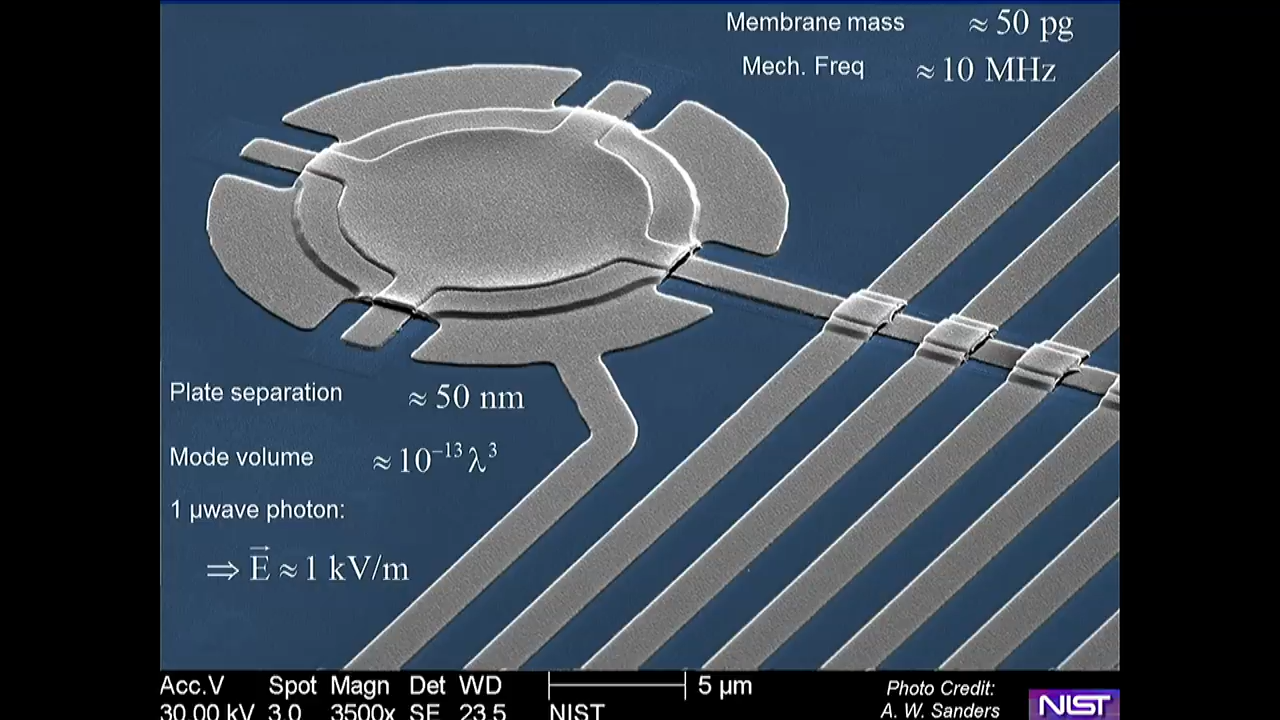 Membrane mass ≈ 50 pg
Mech. Freq ≈ 10 MHz
Plate separation ≈ 50 nm
Mode volume ≈ 10⁻¹³ λ³
1 µwave photon:
⇒ E⃗ ≈ 1 kV/m
Acc.V Spot Magn Det WD 5 µm
30.00 kV 3.0 3500x SE 23.5 NIST
Photo Credit:
A. W. Sanders
NIST